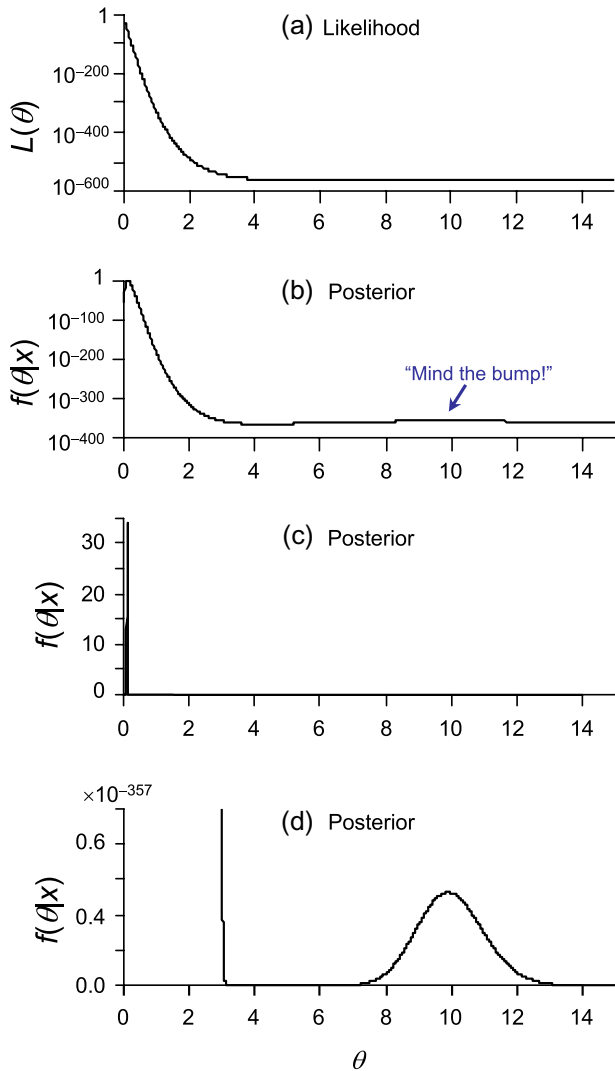 (a) Likelihood
1
10⁻²⁰⁰
10⁻⁴⁰⁰
10⁻⁶⁰⁰
L(θ)
0 2 4 6 8 10 12 14
(b) Posterior
1
10⁻¹⁰⁰
10⁻²⁰⁰
10⁻³⁰⁰
10⁻⁴⁰⁰
f(θ|x)
“Mind the bump!”
0 2 4 6 8 10 12 14
(c) Posterior
30
20
10
0
f(θ|x)
0 2 4 6 8 10 12 14
×10⁻³⁵⁷
(d) Posterior
0.6
0.4
0.0
f(θ|x)
0 2 4 6 8 10 12 14
θ